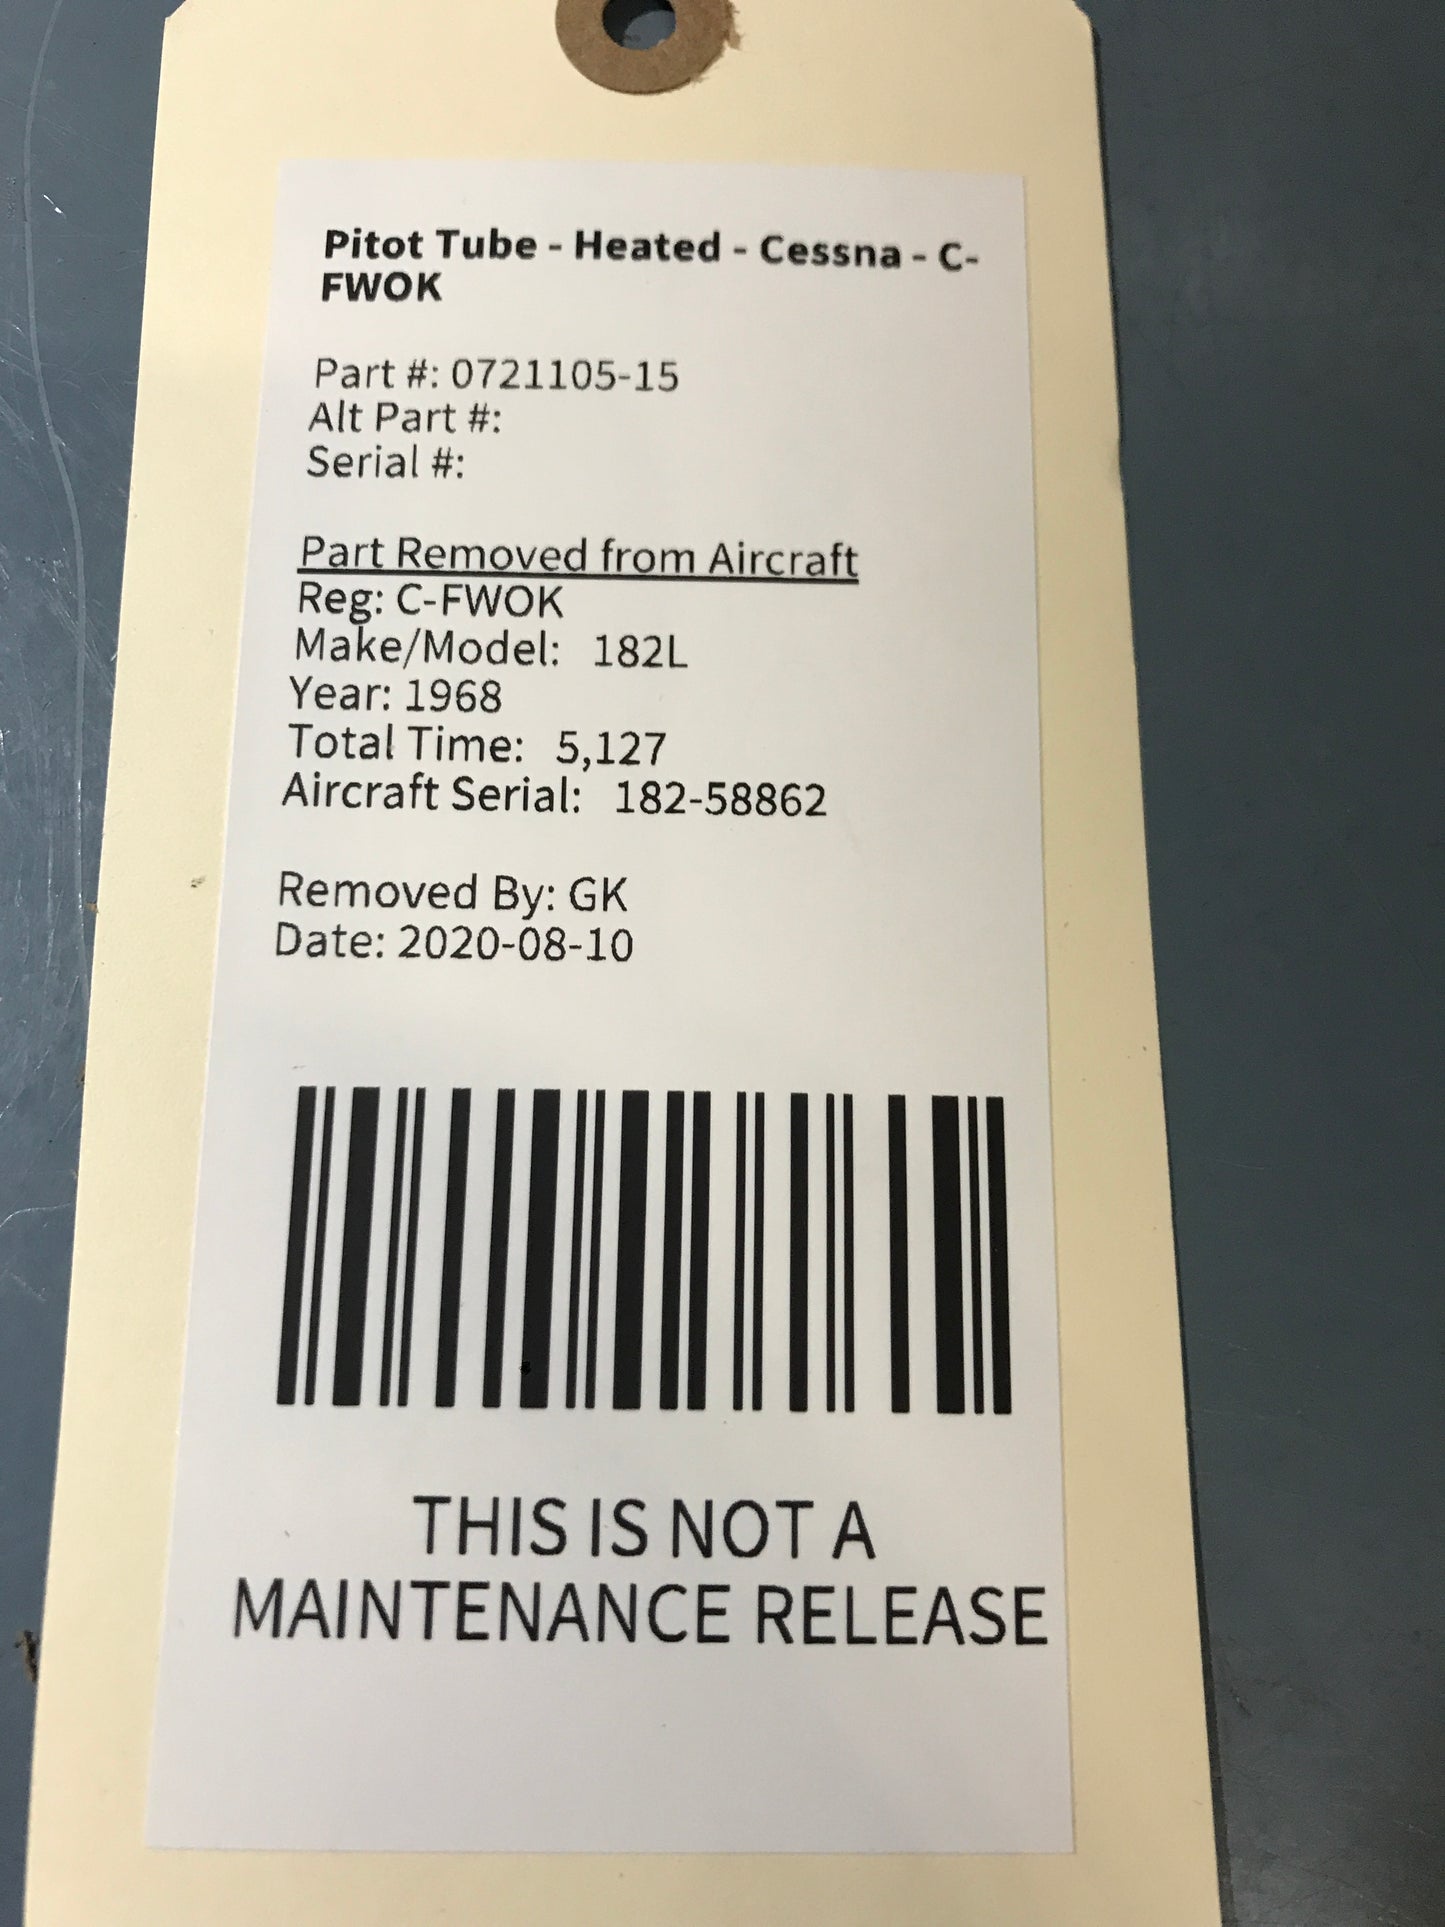 Pitot Tube - Heated - Cessna - C-
FWOK
Part #: 0721105-15
Alt Part #:
Serial #:
Part Removed from Aircraft
Reg: C-FWOK
Make/Model: 182L
Year: 1968
Total Time: 5,127
Aircraft Serial: 182-58862
Removed By: GK
Date: 2020-08-10
THIS IS NOT A
MAINTENANCE RELEASE